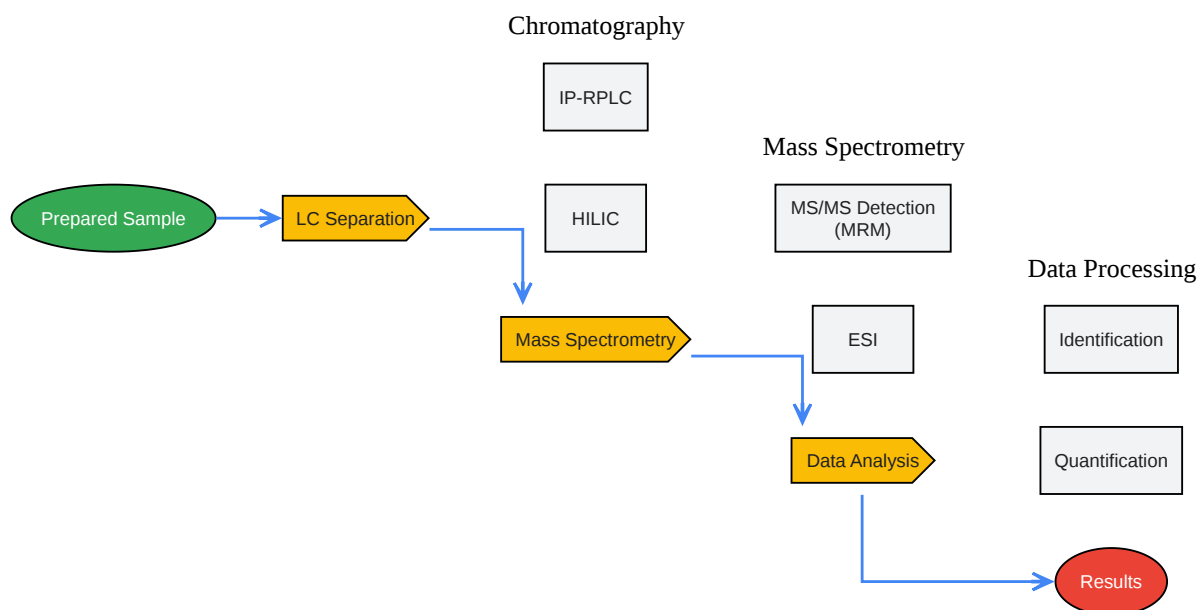 Chromatography
IP-RPLC
Mass Spectrometry
Prepared Sample
LC Separation
HILIC
MS/MS Detection
(MRM)
Data Processing
Mass Spectrometry
ESI
Identification
Data Analysis
Quantification
Results